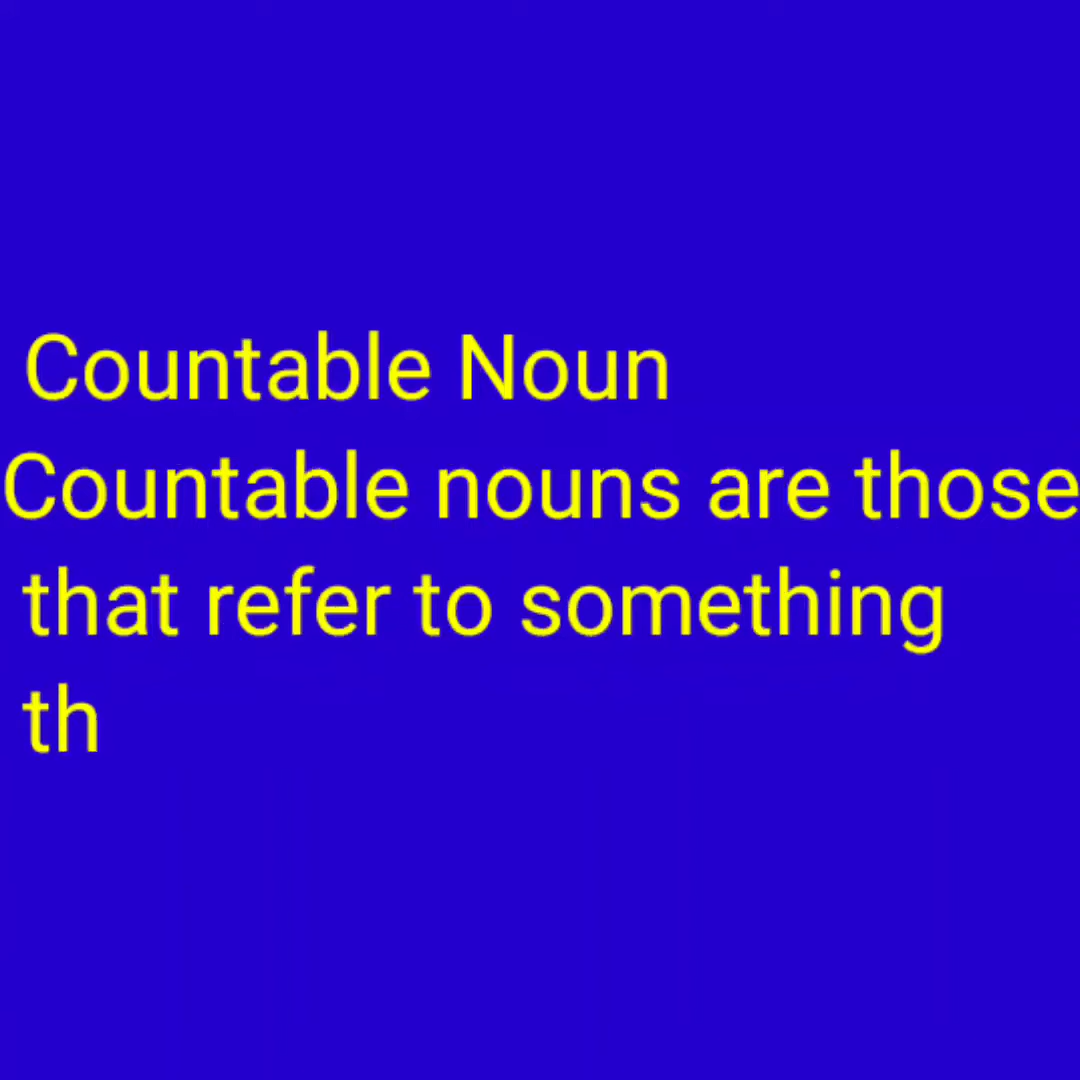 Countable Noun
Countable nouns are those
that refer to something
th